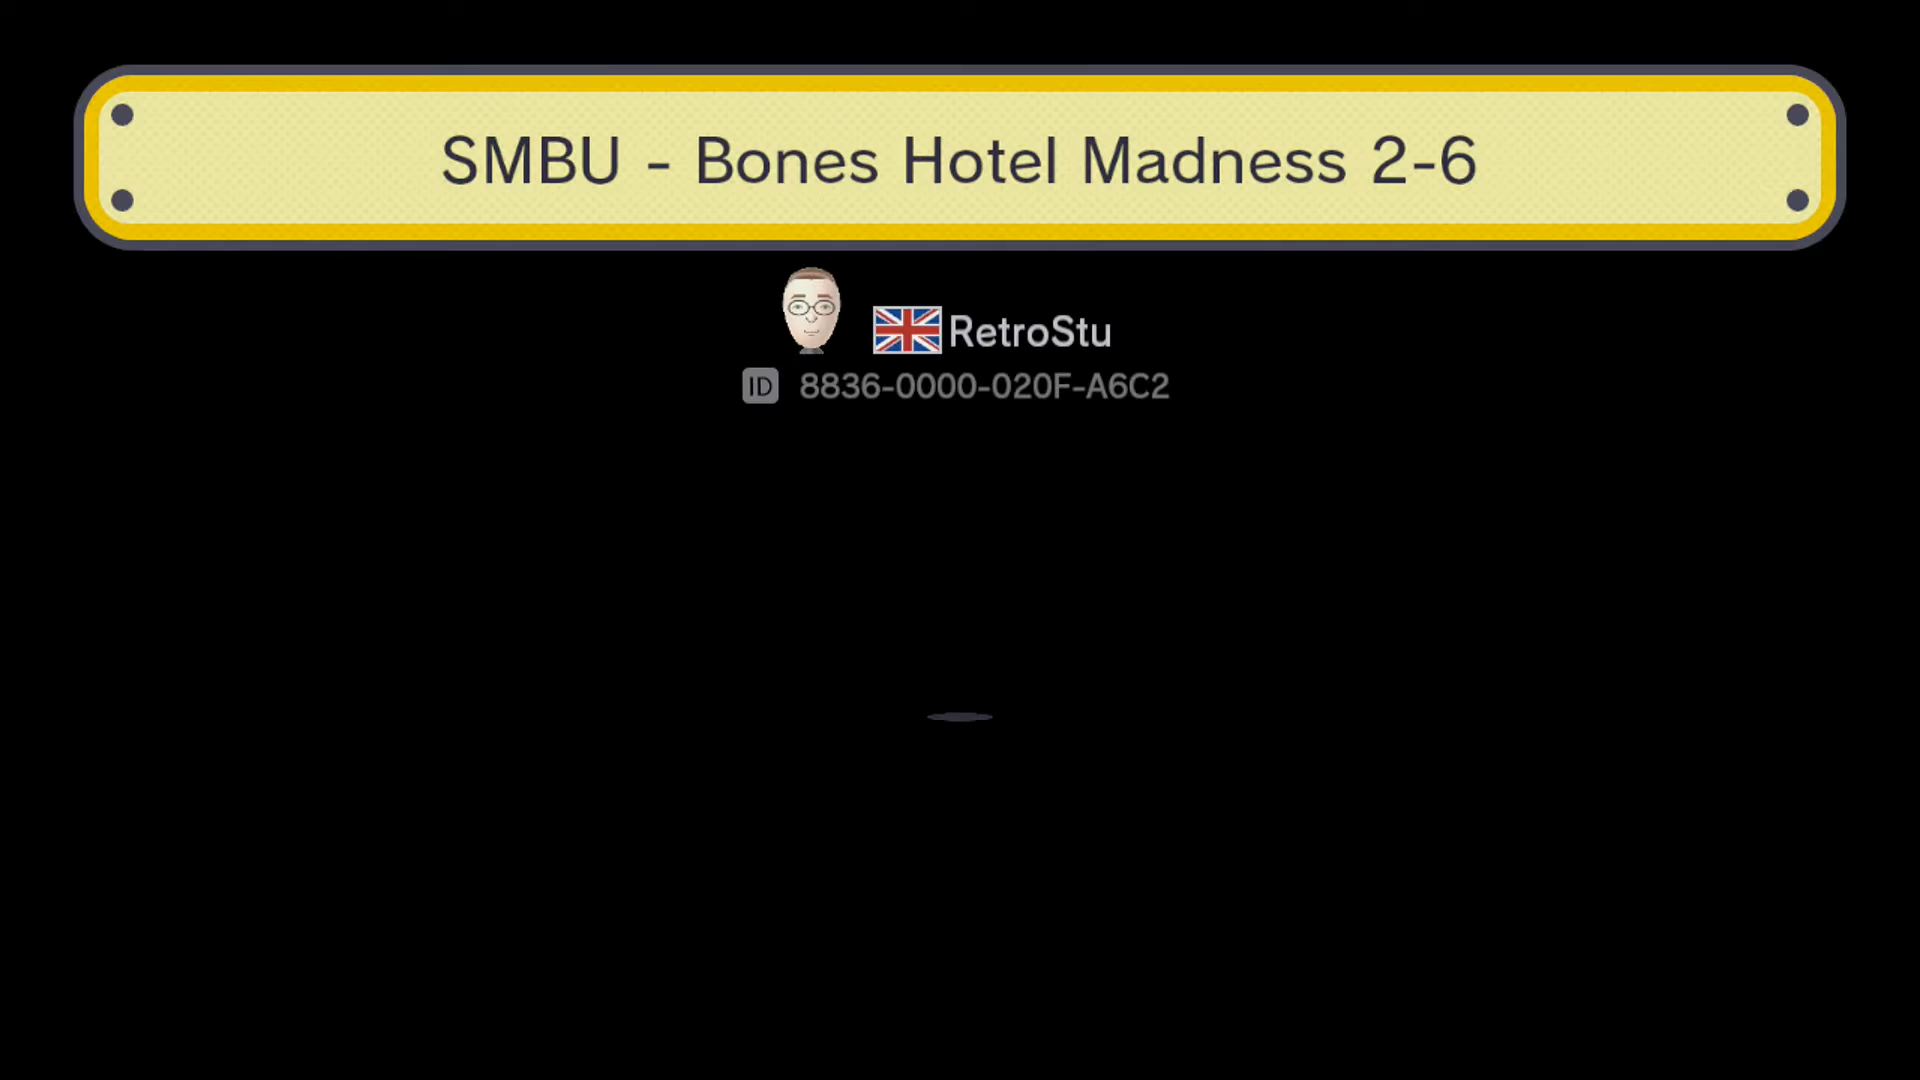 SMBU - Bones Hotel Madness 2-6
RetroStu
ID 8836-0000-020F-A6C2